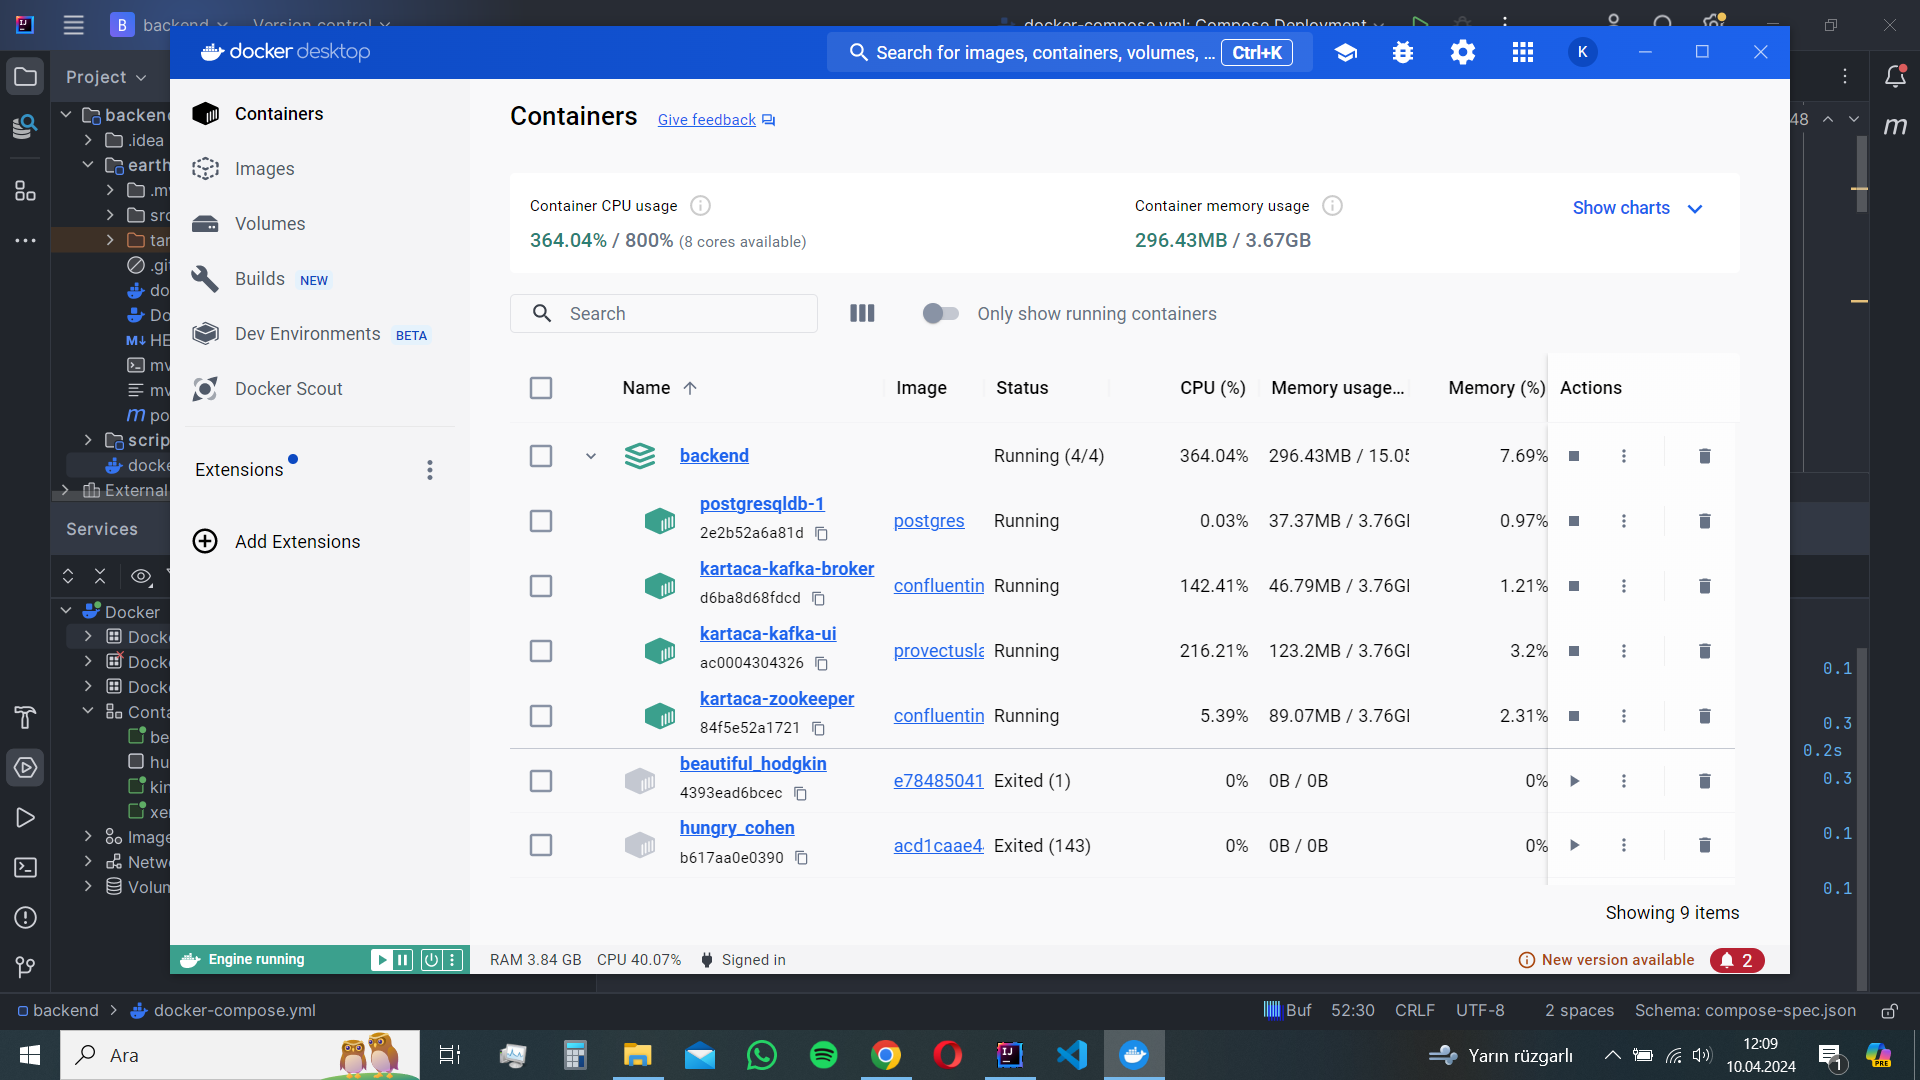 B backend
Version control
docker-compose.yml: Compose Deployment
docker desktop
Search for images, containers, volumes, ...
Ctrl+K
K
Project
backend
.idea
earth
.m
src
tar
.gi
do
Do
M↓ HE
mv
mv
m po
scrip
docke
External
Services
Docker
Docke
Docke
Docke
Conta
be
hu
kin
xe
Image
Netw
Volum
Containers
Images
Volumes
Builds NEW
Dev Environments BETA
Docker Scout
Extensions
Add Extensions
Containers
Give feedback
Container CPU usage
364.04% / 800% (8 cores available)
Container memory usage
296.43MB / 3.67GB
Show charts
Search
Only show running containers
Name Image Status CPU (%) Memory usage... Memory (%) Actions
backend Running (4/4) 364.04% 296.43MB / 15.05 7.69%
postgresqldb-1
2e2b52a6a81d
postgres Running 0.03% 37.37MB / 3.76GI 0.97%
kartaca-kafka-broker
d6ba8d68fdcd
confluentin Running 142.41% 46.79MB / 3.76GI 1.21%
kartaca-kafka-ui
ac0004304326
provectusla Running 216.21% 123.2MB / 3.76GI 3.2%
kartaca-zookeeper
84f5e52a1721
confluentin Running 5.39% 89.07MB / 3.76GI 2.31%
beautiful_hodgkin
4393ead6bcec
e78485041 Exited (1) 0% 0B / 0B 0%
hungry_cohen
b617aa0e0390
acd1caae4 Exited (143) 0% 0B / 0B 0%
Showing 9 items
48
m
0.1
0.3
0.2s
0.3
0.1
0.1
Engine running
RAM 3.84 GB CPU 40.07% Signed in
New version available
2
backend > docker-compose.yml
Buf 52:30 CRLF UTF-8 2 spaces Schema: compose-spec.json
Ara
Yarın rüzgarlı
12:09
10.04.2024
1
PRE